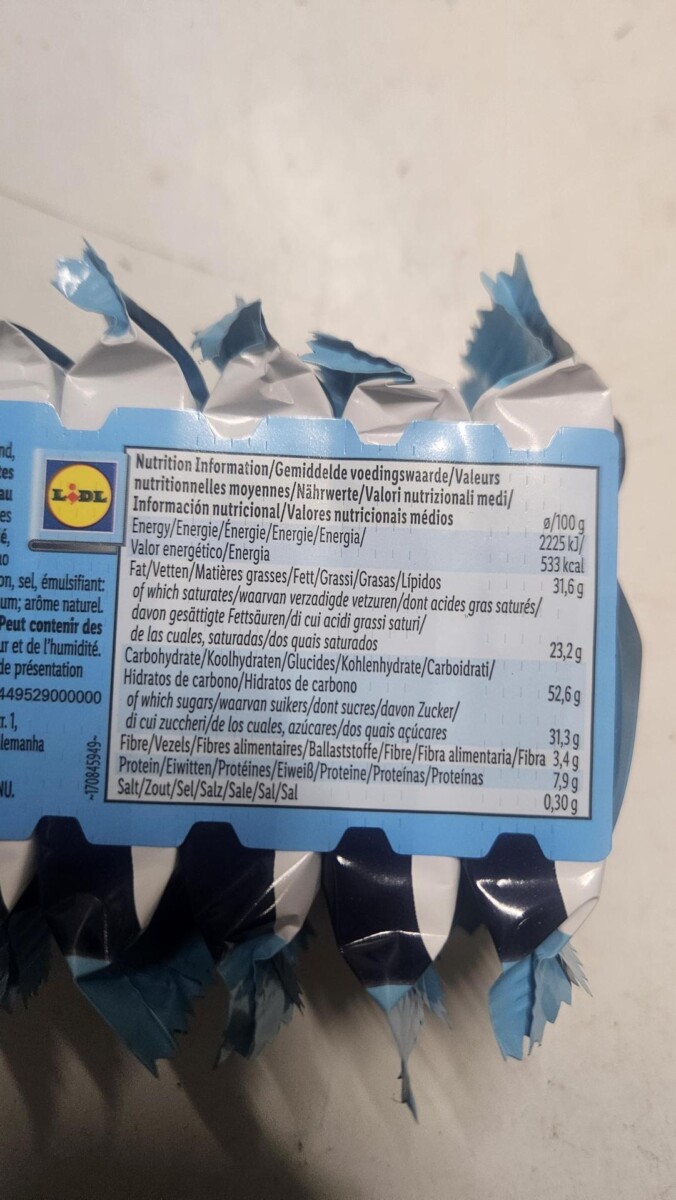 nd,
tes
au
es
é,
10
on, sel, émulsifiant:
um; arôme naturel.
Peut contenir des
ur et de l'humidité.
de présentation
449529000000
r. 1,
lemanha
NU.
LIDL
~170845949~
Nutrition Information/Gemiddelde voedingswaarde/Valeurs
nutritionnelles moyennes/Nährwerte/Valori nutrizionali medi/
Información nutricional/Valores nutricionais médios ø/100 g
Energy/Energie/Énergie/Energie/Energia/ 2225 kJ/
Valor energético/Energia 533 kcal
Fat/Vetten/Matières grasses/Fett/Grassi/Grasas/Lípidos 31,6 g
of which saturates/waarvan verzadigde vetzuren/dont acides gras saturés/
davon gesättigte Fettsäuren/di cui acidi grassi saturi/
de las cuales, saturadas/dos quais saturados 23,2 g
Carbohydrate/Koolhydraten/Glucides/Kohlenhydrate/Carboidrati/
Hidratos de carbono/Hidratos de carbono 52,6 g
of which sugars/waarvan suikers/dont sucres/davon Zucker/
di cui zuccheri/de los cuales, azúcares/dos quais açúcares 31,3 g
Fibre/Vezels/Fibres alimentaires/Ballaststoffe/Fibre/Fibra alimentaria/Fibra 3,4 g
Protein/Eiwitten/Protéines/Eiweiß/Proteine/Proteínas/Proteínas 7,9 g
Salt/Zout/Sel/Salz/Sale/Sal/Sal 0,30 g